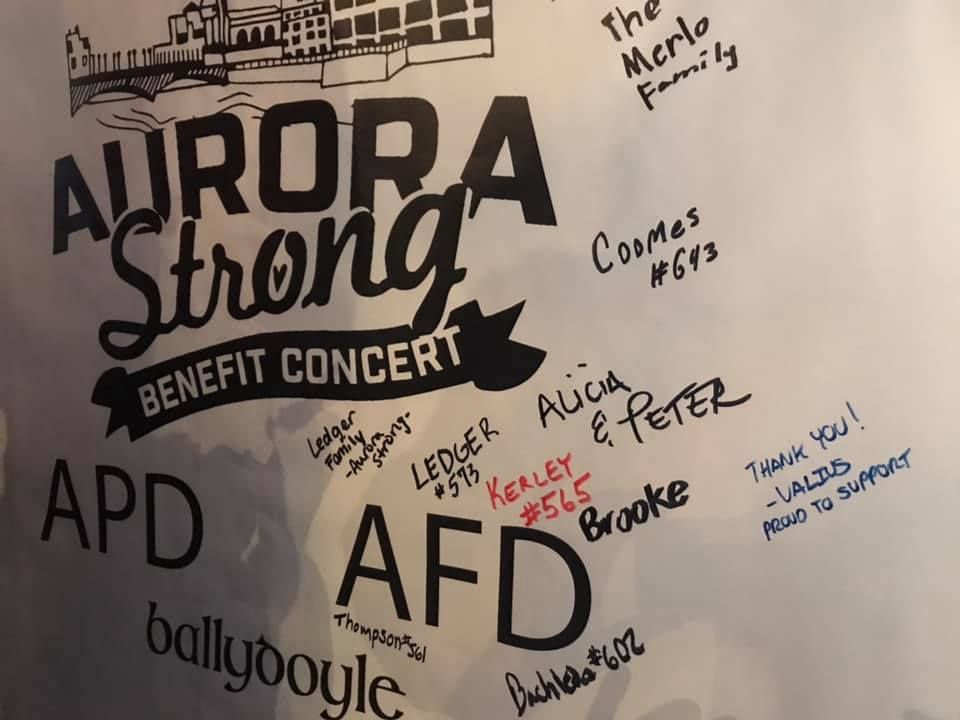 The
Merlo
Family
AURORA
Strong
BENEFIT CONCERT
Coomes
#643
Alicia
& PETER
Ledger
+
Family
-Aurora
Strong-
LEDGER
#573
KERLEY
#565
Brooke
THANK YOU!
-VALIUS
PROUD TO SUPPORT
APD
AFD
Thompson#561
ballydoyle
#602